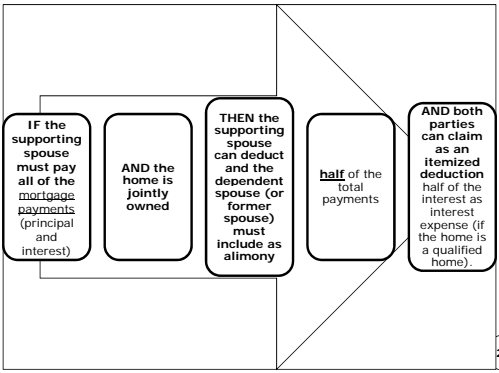 IF the
supporting
spouse
must pay
all of the
mortgage
payments
(principal
and
interest)
AND the
home is
jointly
owned
THEN the
supporting
spouse
can deduct
and the
dependent
spouse (or
former
spouse)
must
include as
alimony
half of the
total
payments
AND both
parties
can claim
as an
itemized
deduction
half of the
interest as
interest
expense (if
the home is
a qualified
home).